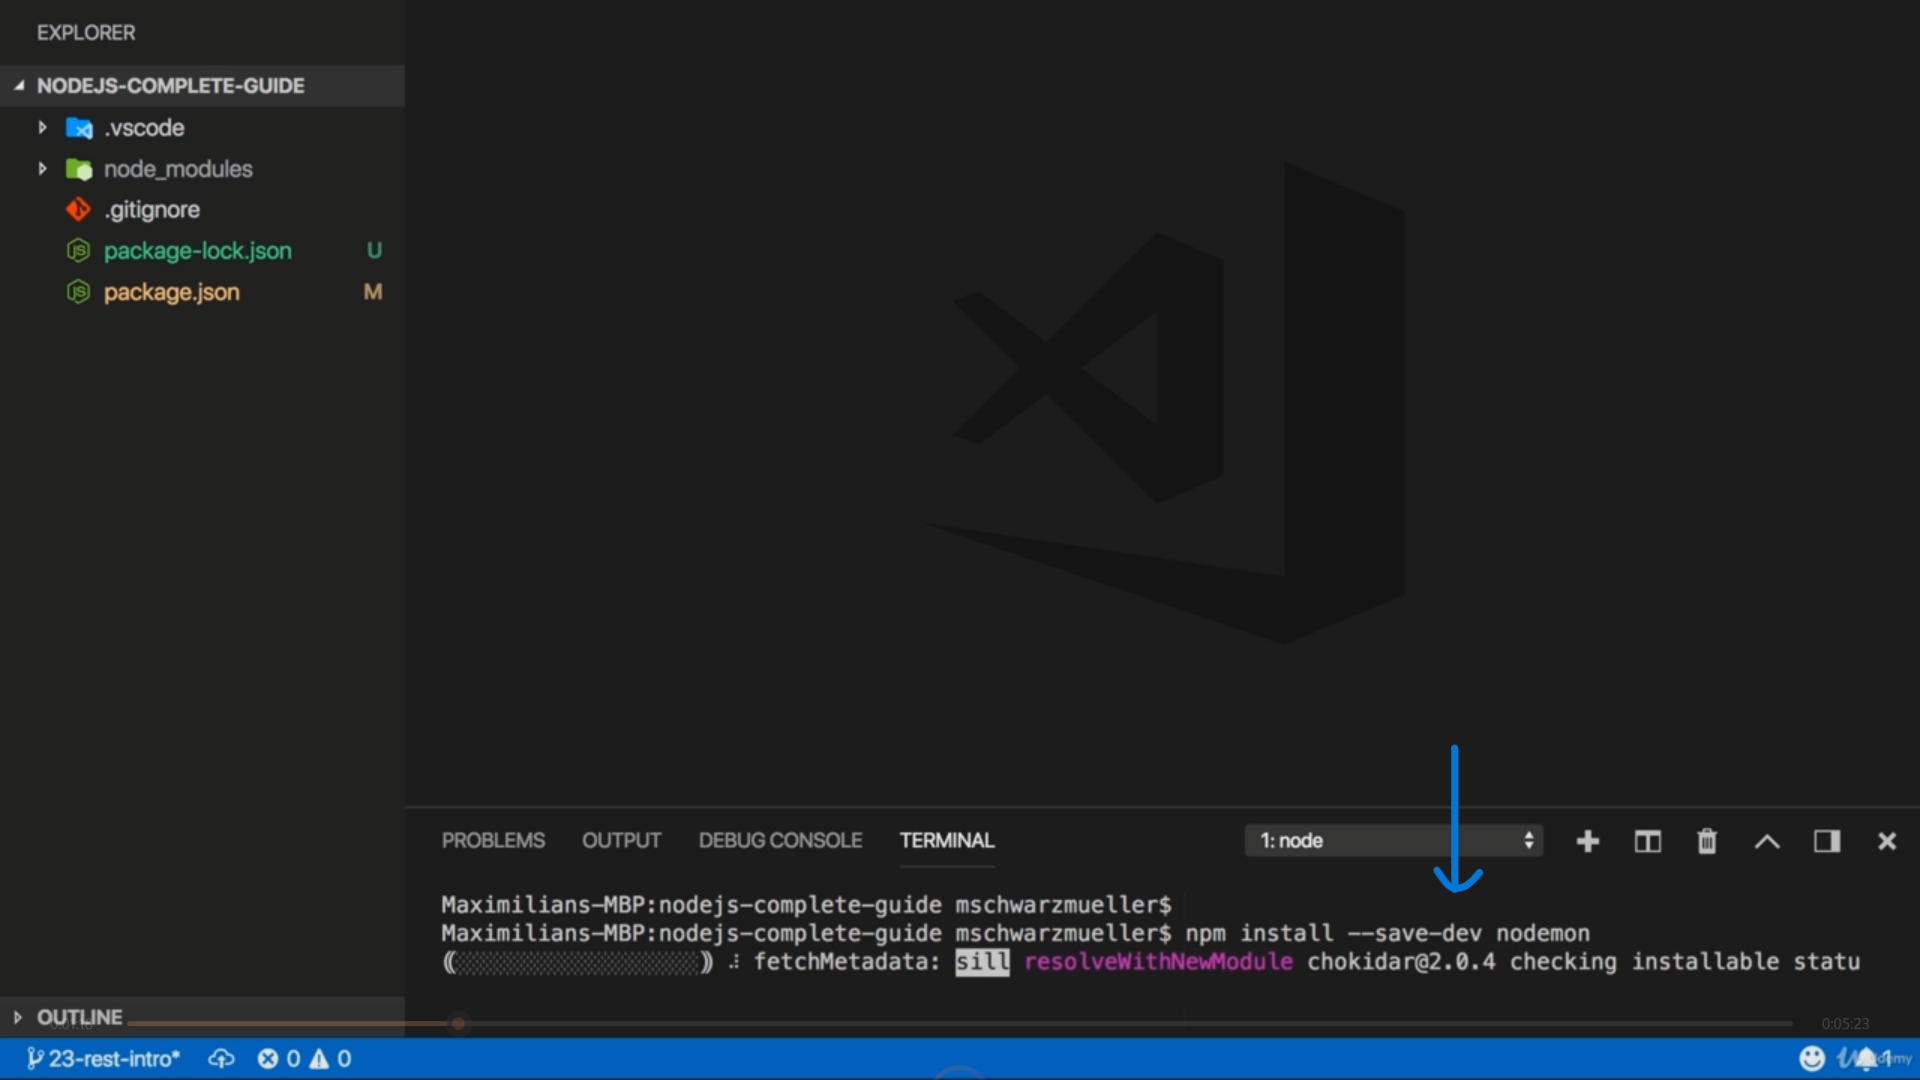 EXPLORER
NODEJS-COMPLETE-GUIDE
.vscode
node_modules
.gitignore
package-lock.json U
package.json M
PROBLEMS OUTPUT DEBUG CONSOLE TERMINAL 1: node
Maximilians-MBP:nodejs-complete-guide mschwarzmueller$
Maximilians-MBP:nodejs-complete-guide mschwarzmueller$ npm install --save-dev nodemon
fetchMetadata: sill resolveWithNewModule chokidar@2.0.4 checking installable statu
OUTLINE
0:05:23
23-rest-intro* 0 0 1